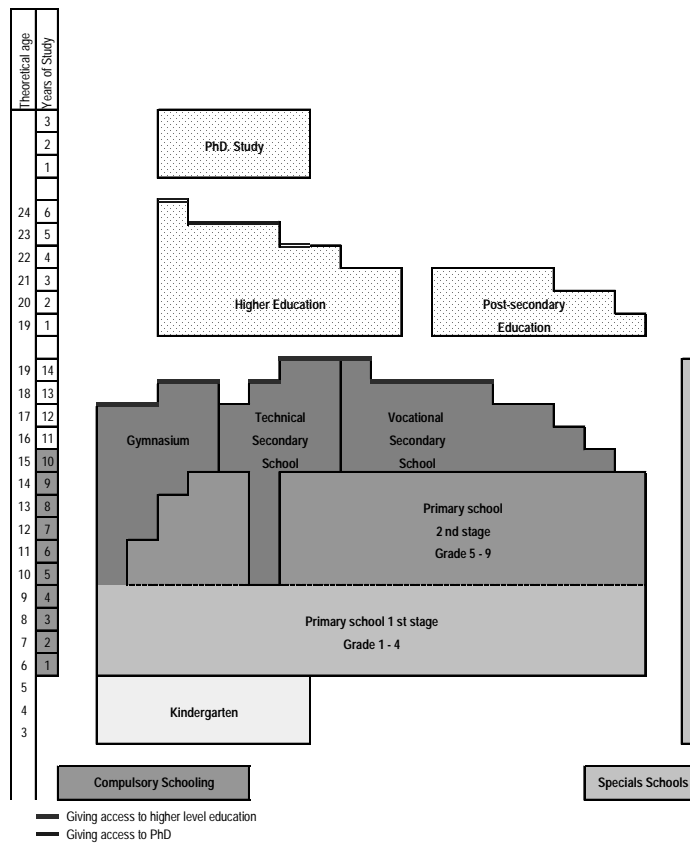 Theoretical age
Years of Study
3
2
PhD. Study
1
24 6
23 5
22 4
21 3
20 2 Higher Education Post-secondary
19 1 Education
19 14
18 13
17 12 Technical Vocational
16 11 Gymnasium Secondary Secondary
15 10 School School
14 9
13 8 Primary school
12 7 2 nd stage
11 6 Grade 5 - 9
10 5
9 4
8 3 Primary school 1 st stage
7 2 Grade 1 - 4
6 1
5
4 Kindergarten
3
Compulsory Schooling Specials Schools
Giving access to higher level education
Giving access to PhD